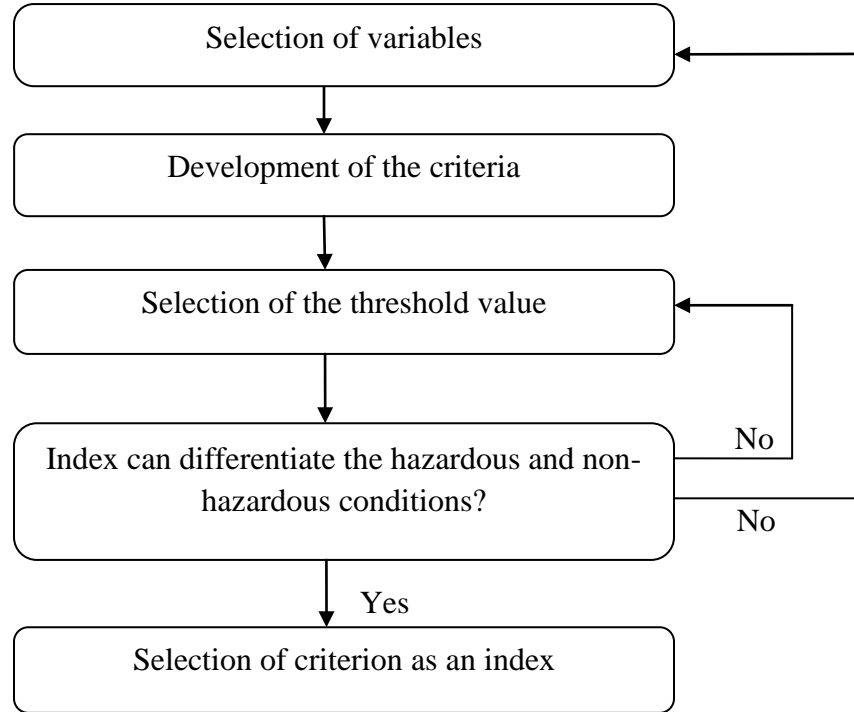 Selection of variables
Development of the criteria
Selection of the threshold value
Index can differentiate the hazardous and non-
hazardous conditions?
No
No
Yes
Selection of criterion as an index